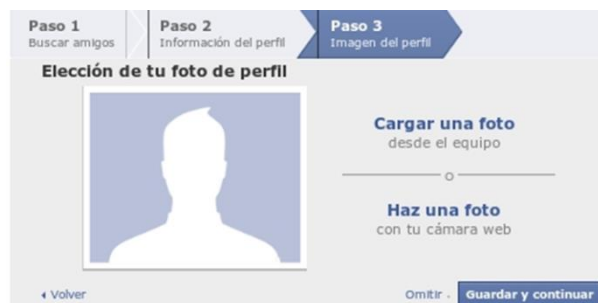 Paso 1
Buscar amigos
Paso 2
Información del perfil
Paso 3
Imagen del perfil
Elección de tu foto de perfil
Cargar una foto
desde el equipo
o
Haz una foto
con tu cámara web
Volver
Omitir · Guardar y continuar